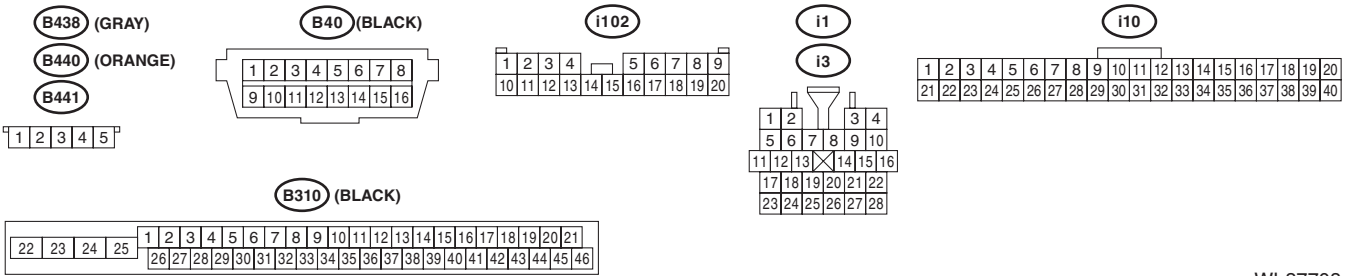 B438 (GRAY)
B440 (ORANGE)
B441
1 2 3 4 5
B40 (BLACK)
1 2 3 4 5 6 7 8
9 10 11 12 13 14 15 16
i102
1 2 3 4 5 6 7 8 9
10 11 12 13 14 15 16 17 18 19 20
i1
i3
1 2 3 4
5 6 7 8 9 10
11 12 13 14 15 16
17 18 19 20 21 22
23 24 25 26 27 28
i10
1 2 3 4 5 6 7 8 9 10 11 12 13 14 15 16 17 18 19 20
21 22 23 24 25 26 27 28 29 30 31 32 33 34 35 36 37 38 39 40
B310 (BLACK)
22 23 24 25
1 2 3 4 5 6 7 8 9 10 11 12 13 14 15 16 17 18 19 20 21
26 27 28 29 30 31 32 33 34 35 36 37 38 39 40 41 42 43 44 45 46